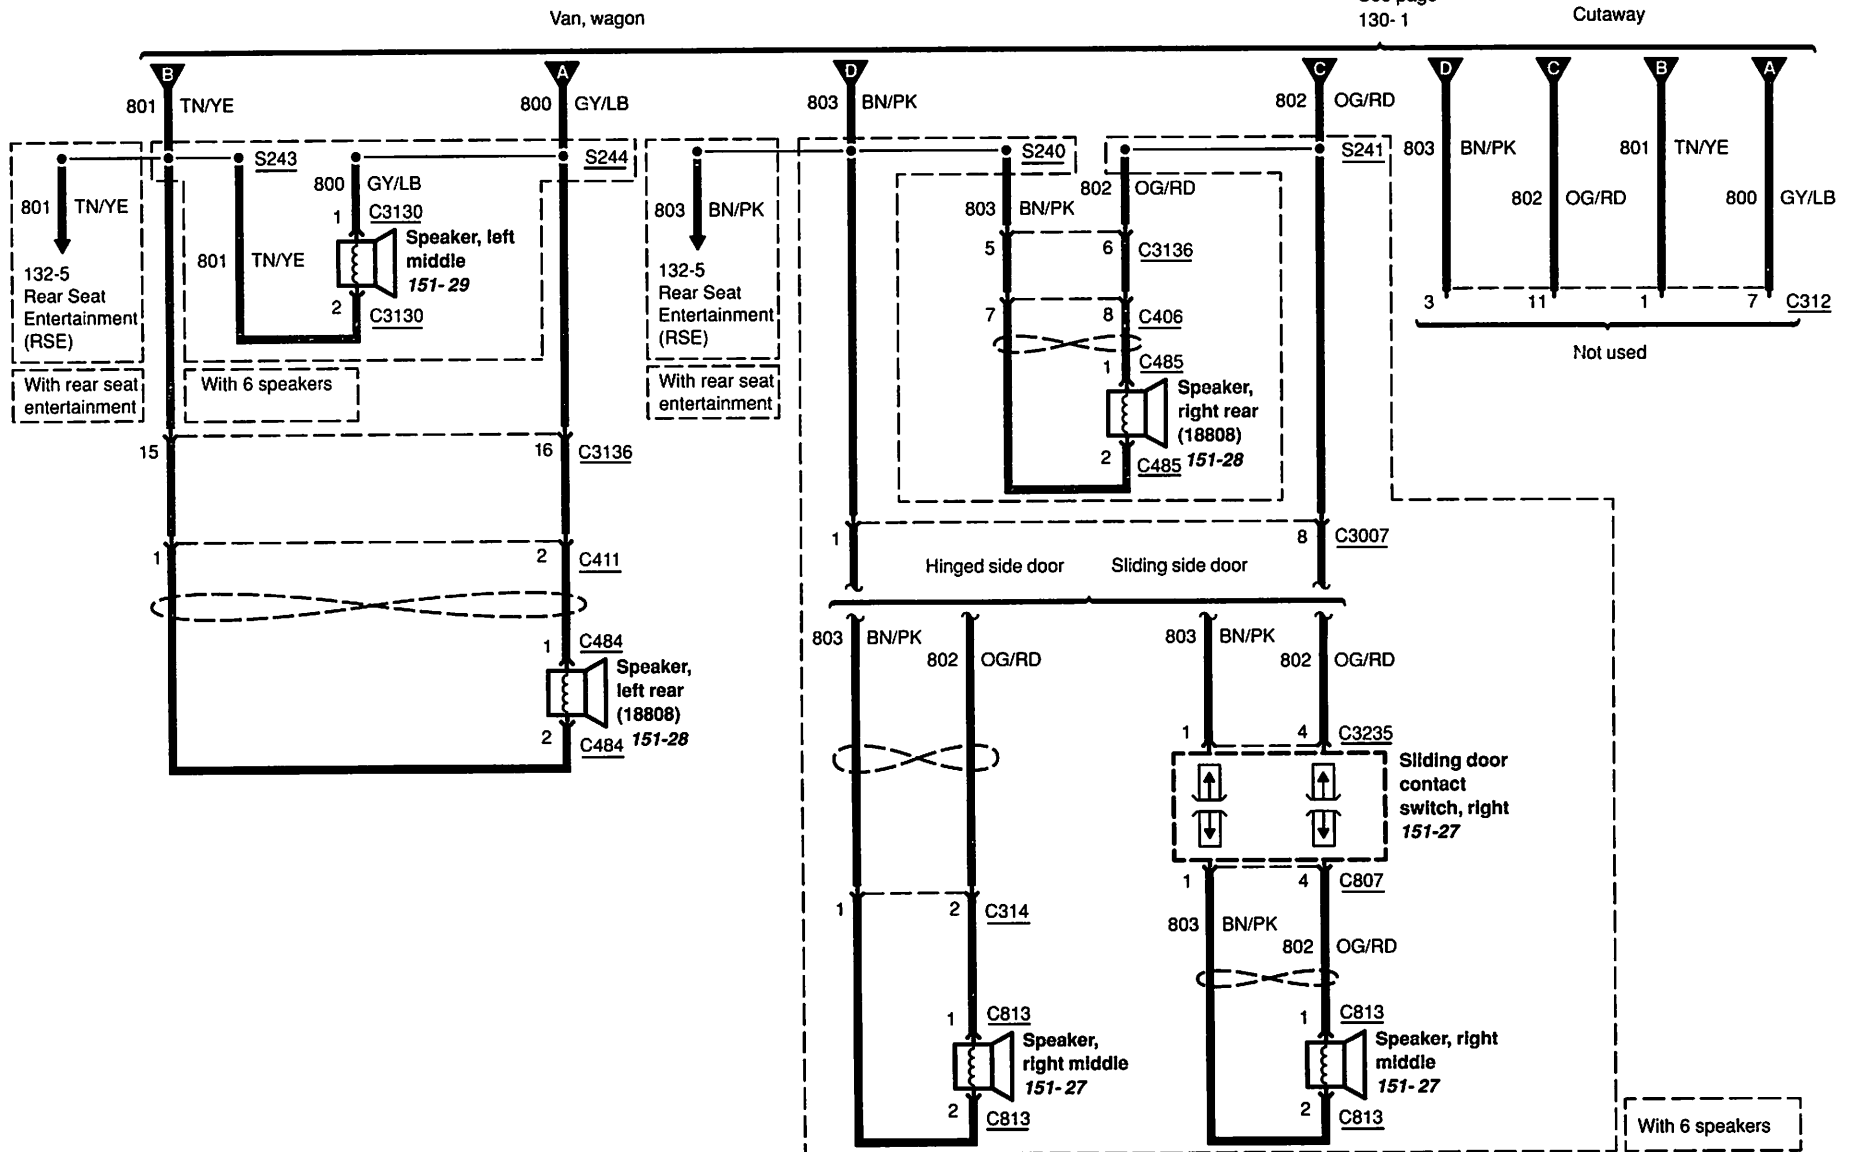 See page
130- 1
Van, wagon
Cutaway
B
A
D
C
D
C
B
A
801 TN/YE
800 GY/LB
803 BN/PK
802 OG/RD
S243
S244
S240
S241
803 BN/PK
801 TN/YE
802 OG/RD
800 GY/LB
3
11
1
7
C312
Not used
801 TN/YE
132-5
Rear Seat
Entertainment
(RSE)
With rear seat
entertainment
801 TN/YE
800 GY/LB
1
C3130
Speaker, left
middle
151- 29
2
C3130
With 6 speakers
803 BN/PK
132-5
Rear Seat
Entertainment
(RSE)
With rear seat
entertainment
802 OG/RD
803 BN/PK
5
6
C3136
7
8
C406
1
C485
Speaker,
right rear
(18808)
151-28
2
C485
15
16
C3136
1
2
C411
1
C484
Speaker,
left rear
(18808)
151-28
2
C484
1
8
C3007
Hinged side door
Sliding side door
803 BN/PK
802 OG/RD
803 BN/PK
802 OG/RD
1
4
C3235
Sliding door
contact
switch, right
151-27
1
4
C807
1
2
C314
803 BN/PK
802 OG/RD
1
C813
Speaker,
right middle
151- 27
2
C813
1
C813
Speaker, right
middle
151- 27
2
C813
With 6 speakers